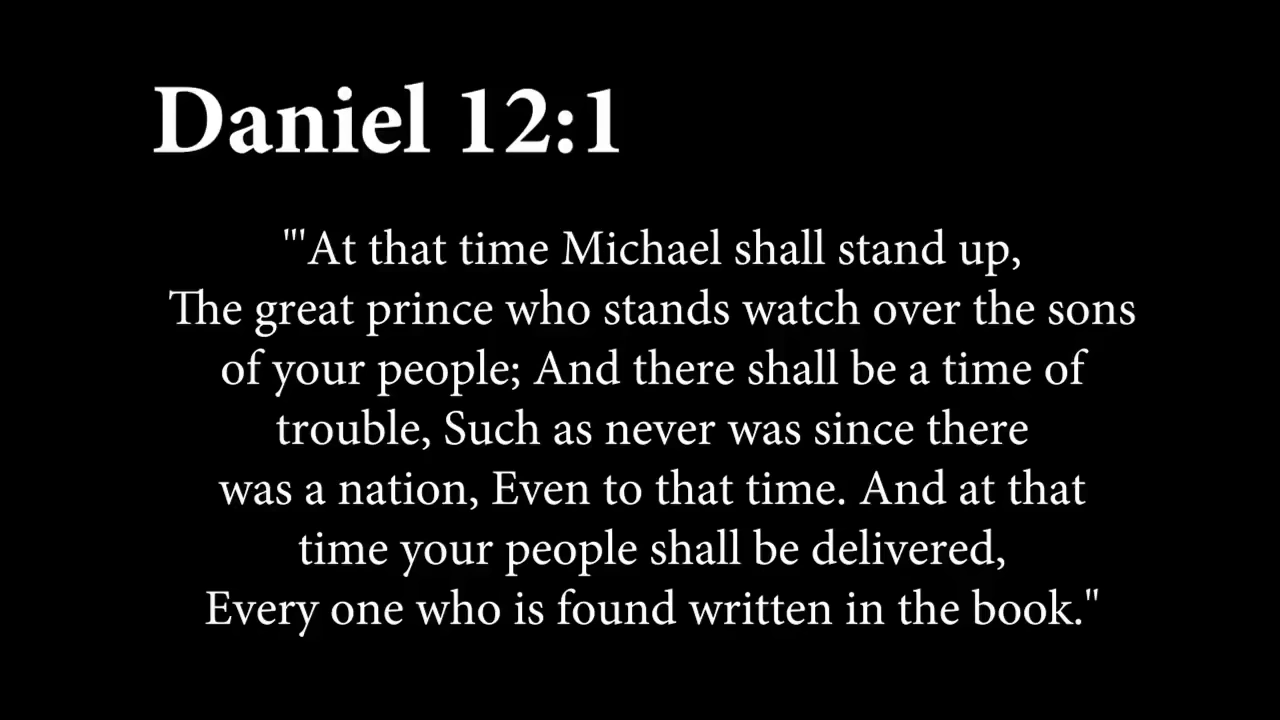 Daniel 12:1
"'At that time Michael shall stand up,
The great prince who stands watch over the sons
of your people; And there shall be a time of
trouble, Such as never was since there
was a nation, Even to that time. And at that
time your people shall be delivered,
Every one who is found written in the book."